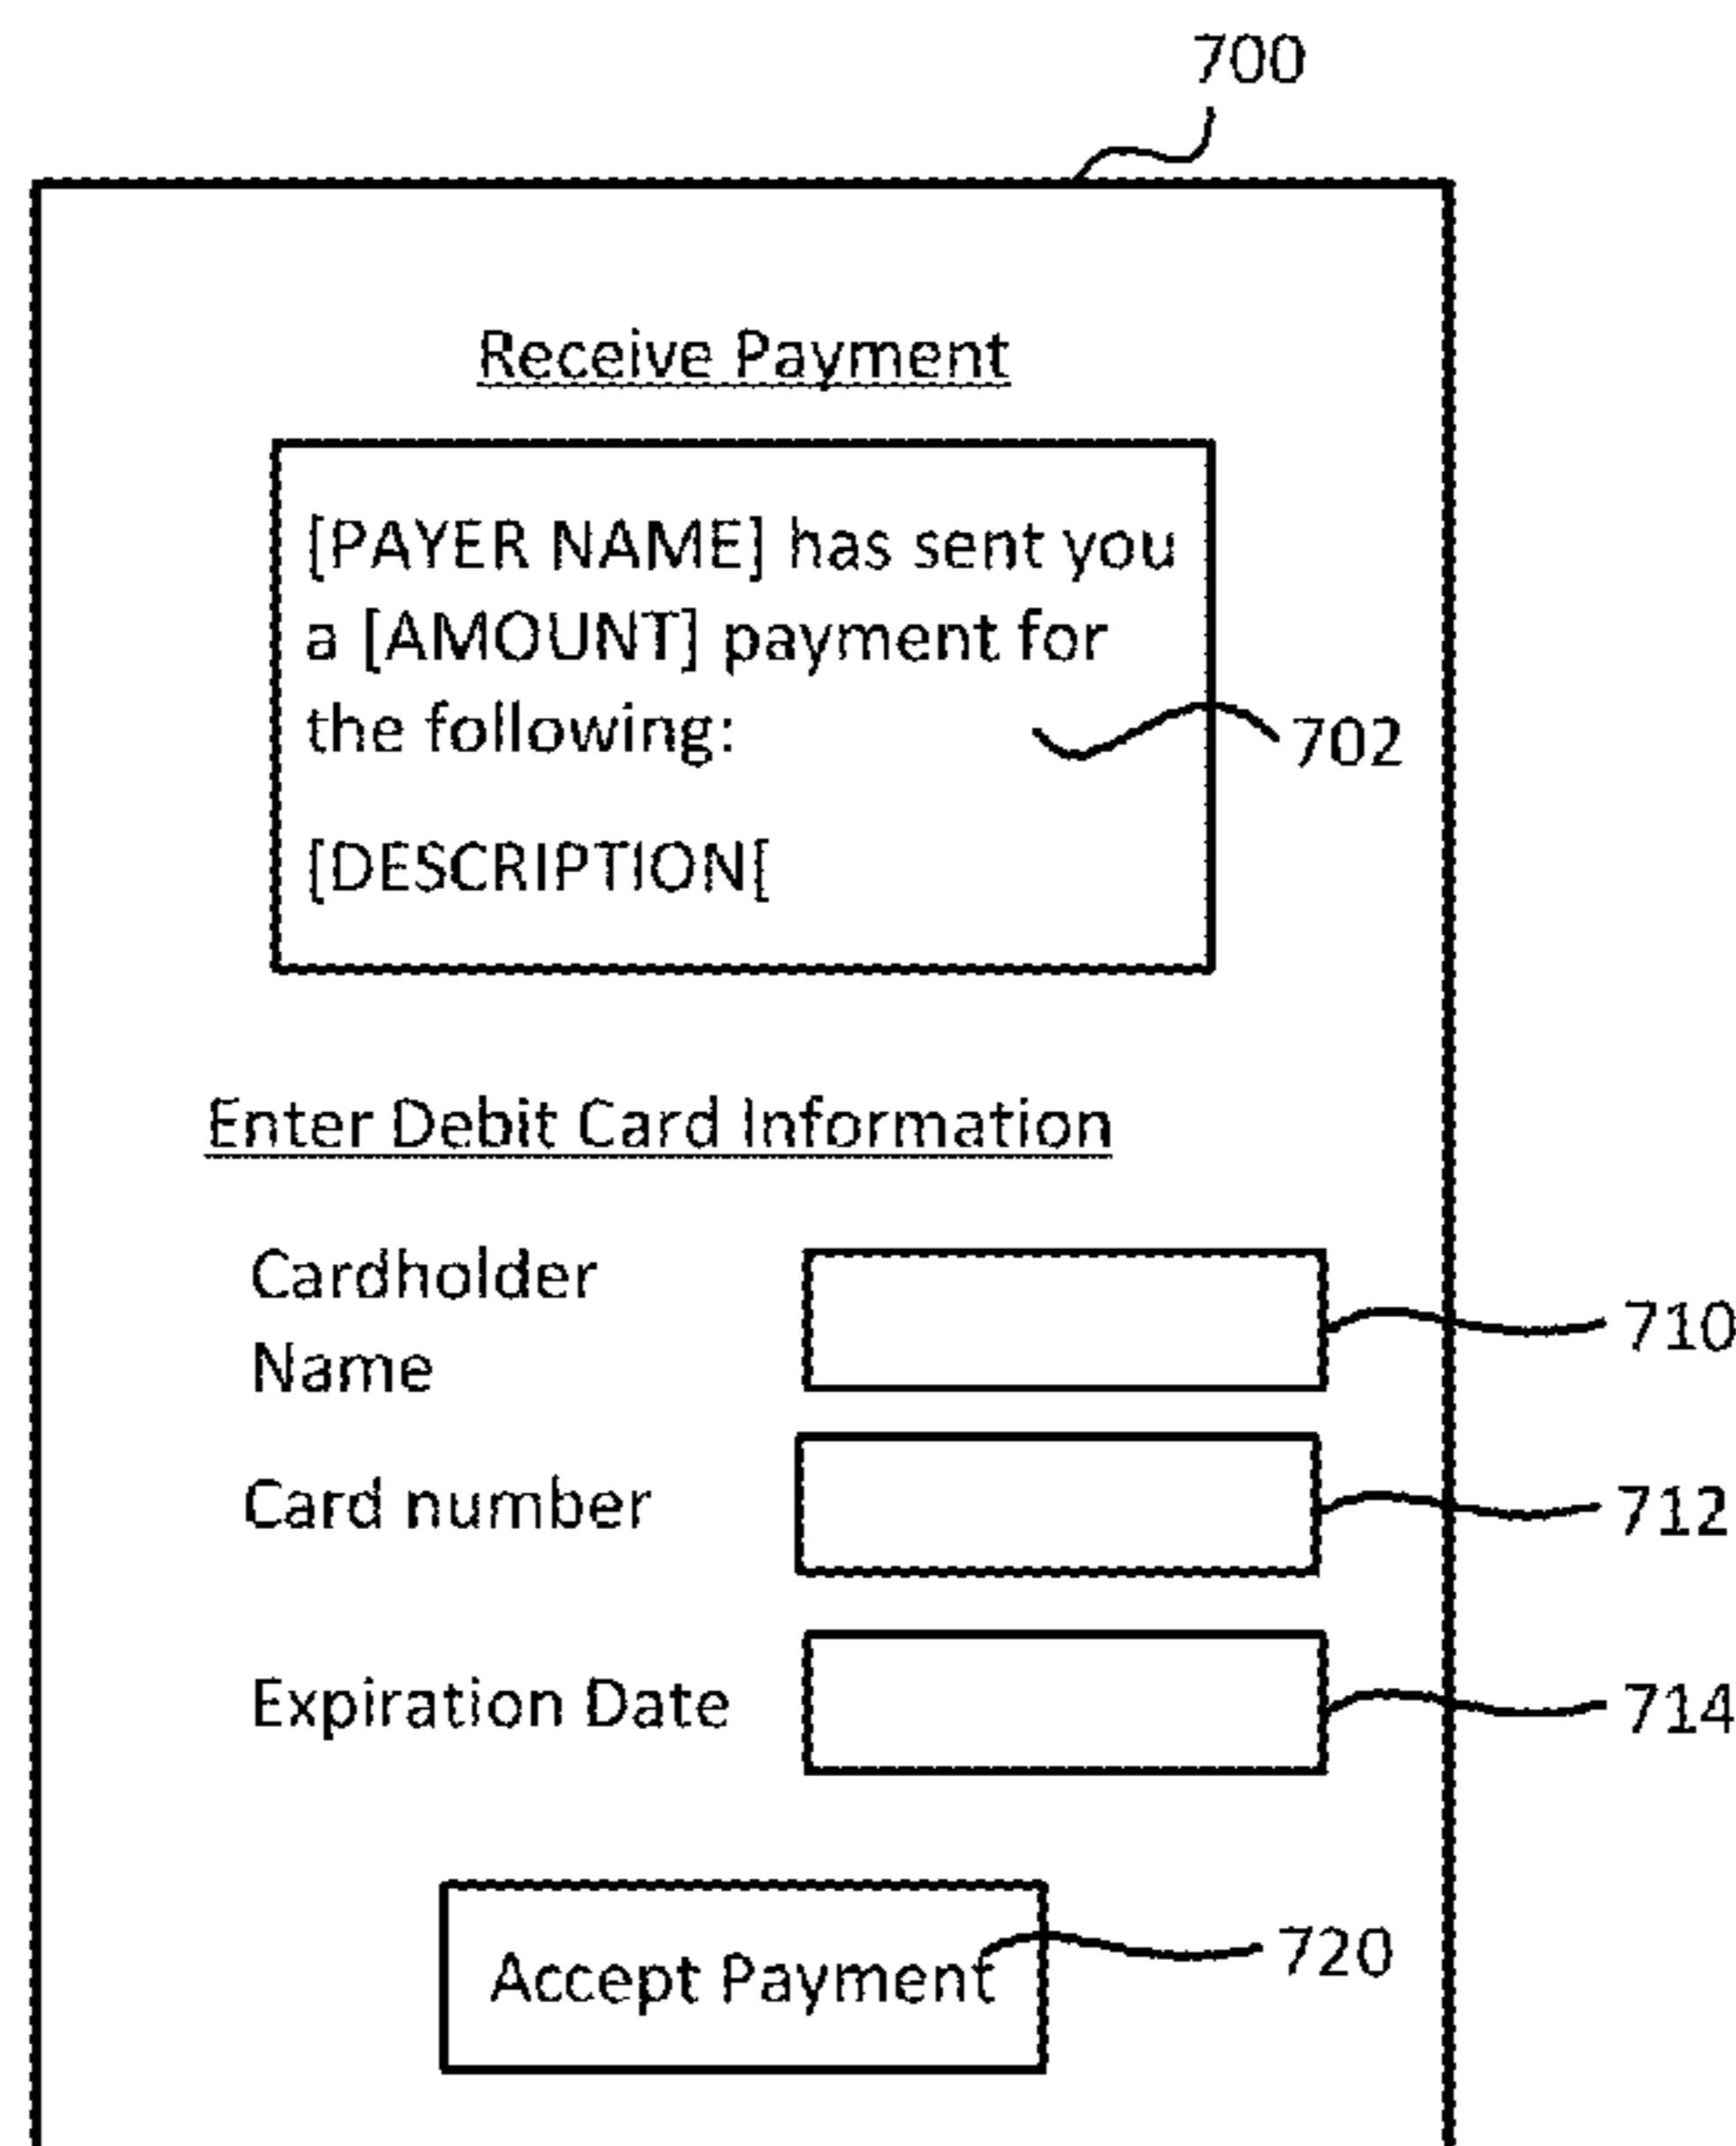 700
Receive Payment
[PAYER NAME] has sent you
a [AMOUNT] payment for
the following:
702
[DESCRIPTION[
Enter Debit Card Information
Cardholder
Name
710
Card number
712
Expiration Date
714
Accept Payment
720